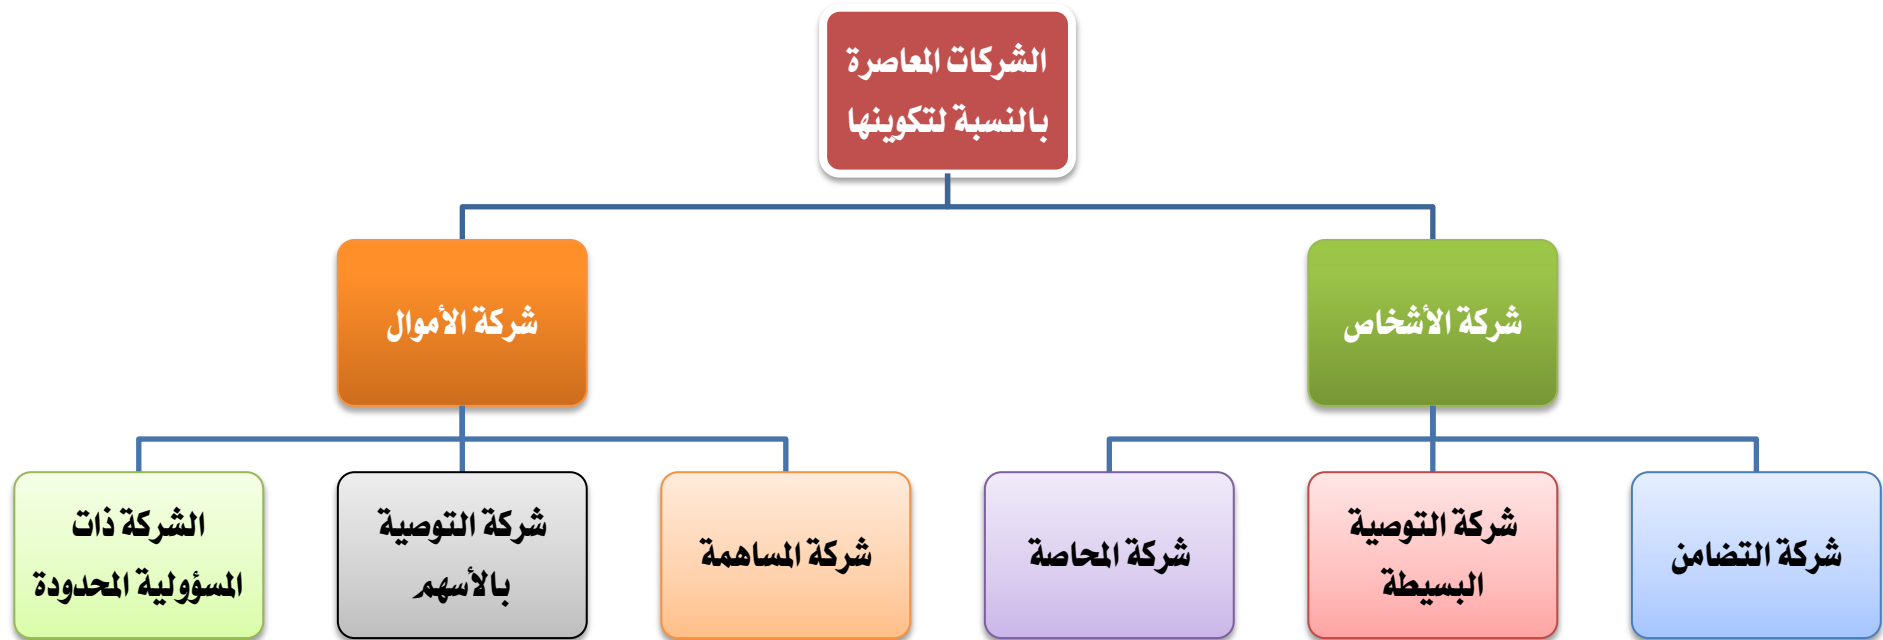 الشركات المعاصرة
بالنسبة لتكوينها
شركة الأشخاص
شركة الأموال
شركة التضامن
شركة التوصية
البسيطة
شركة المحاصة
شركة المساهمة
شركة التوصية
بالأسهم
الشركة ذات
المسؤولية المحدودة